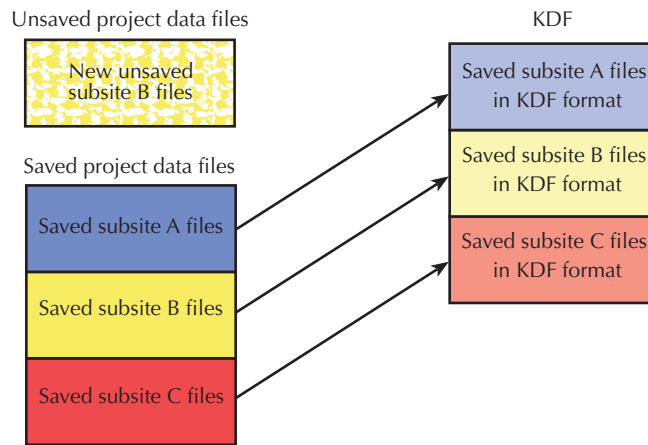 Unsaved project data files
New unsaved
subsite B files
Saved project data files
Saved subsite A files
Saved subsite B files
Saved subsite C files
KDF
Saved subsite A files
in KDF format
Saved subsite B files
in KDF format
Saved subsite C files
in KDF format